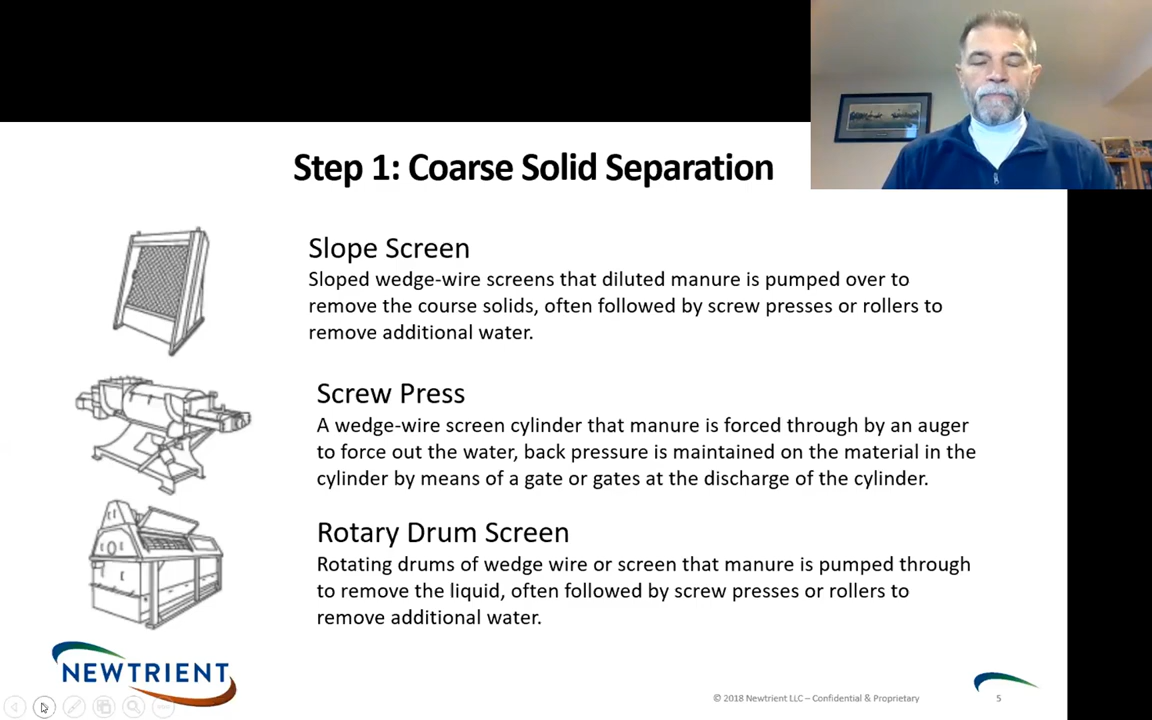 Step 1: Coarse Solid Separation
Slope Screen
Sloped wedge-wire screens that diluted manure is pumped over to
remove the course solids, often followed by screw presses or rollers to
remove additional water.
Screw Press
A wedge-wire screen cylinder that manure is forced through by an auger
to force out the water, back pressure is maintained on the material in the
cylinder by means of a gate or gates at the discharge of the cylinder.
Rotary Drum Screen
Rotating drums of wedge wire or screen that manure is pumped through
to remove the liquid, often followed by screw presses or rollers to
remove additional water.
NEWTRIENT
© 2018 Newtrient LLC – Confidential & Proprietary
5